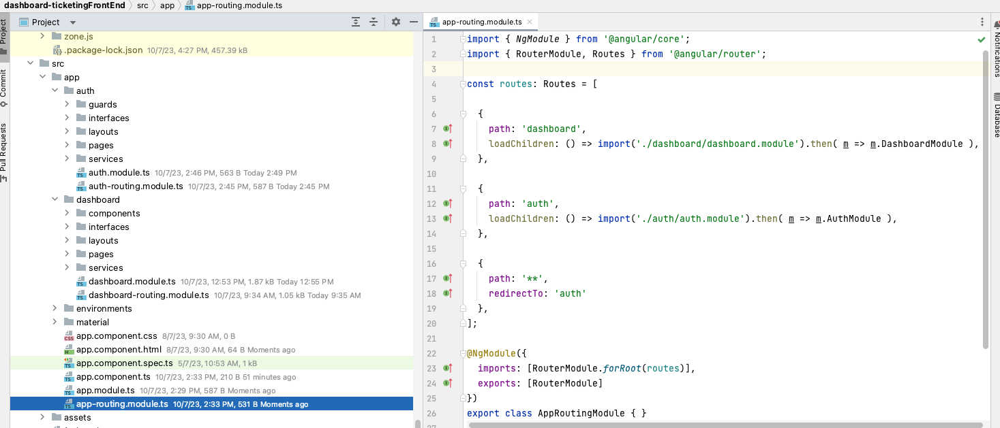 dashboard-ticketingFrontEnd src app app-routing.module.ts
Project
Commit
Pull Requests
Project
zone.js
.package-lock.json 10/7/23, 4:27 PM, 457.39 kB
src
app
auth
guards
interfaces
layouts
pages
services
auth.module.ts 10/7/23, 2:46 PM, 563 B Today 2:49 PM
auth-routing.module.ts 10/7/23, 2:45 PM, 587 B Today 2:45 PM
dashboard
components
interfaces
layouts
pages
services
dashboard.module.ts 10/7/23, 12:53 PM, 1.87 kB Today 12:55 PM
dashboard-routing.module.ts 10/7/23, 9:34 AM, 1.05 kB Today 9:35 AM
environments
material
app.component.css 8/7/23, 9:30 AM, 0 B
app.component.html 8/7/23, 9:30 AM, 64 B Moments ago
app.component.spec.ts 5/7/23, 10:53 AM, 1 kB
app.component.ts 10/7/23, 2:33 PM, 210 B 51 minutes ago
app.module.ts 10/7/23, 2:29 PM, 587 B Moments ago
app-routing.module.ts 10/7/23, 2:33 PM, 531 B Moments ago
assets
app-routing.module.ts
1 import { NgModule } from '@angular/core';
2 import { RouterModule, Routes } from '@angular/router';
3
4 const routes: Routes = [
5
6 {
7 path: 'dashboard',
8 loadChildren: () => import('./dashboard/dashboard.module').then( m => m.DashboardModule ),
9 },
10
11 {
12 path: 'auth',
13 loadChildren: () => import('./auth/auth.module').then( m => m.AuthModule ),
14 },
15
16 {
17 path: '**',
18 redirectTo: 'auth'
19 },
20 ];
21
22 @NgModule({
23 imports: [RouterModule.forRoot(routes)],
24 exports: [RouterModule]
25 })
26 export class AppRoutingModule { }
27
Notifications
Database